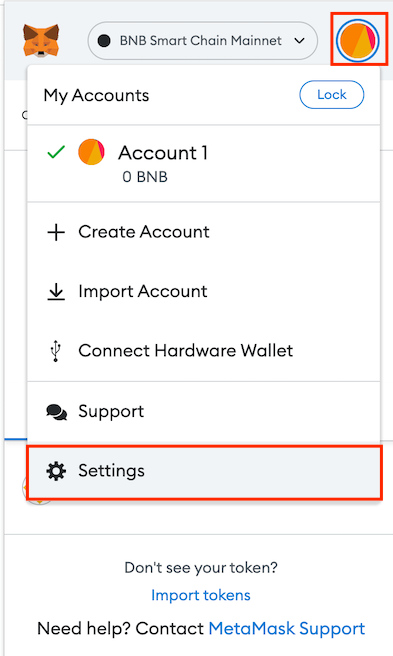 BNB Smart Chain Mainnet
My Accounts
Lock
Account 1
0 BNB
Create Account
Import Account
Connect Hardware Wallet
Support
Settings
Don't see your token?
Import tokens
Need help? Contact MetaMask Support